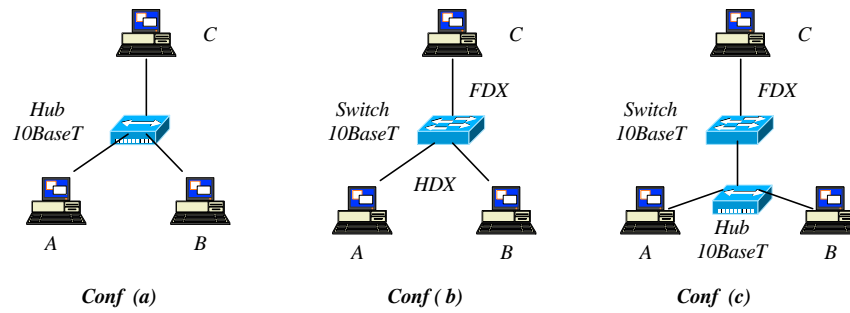 C
Hub
10BaseT
A
B
Conf (a)
C
FDX
Switch
10BaseT
HDX
A
B
Conf ( b)
C
FDX
Switch
10BaseT
A
Hub
10BaseT
B
Conf (c)